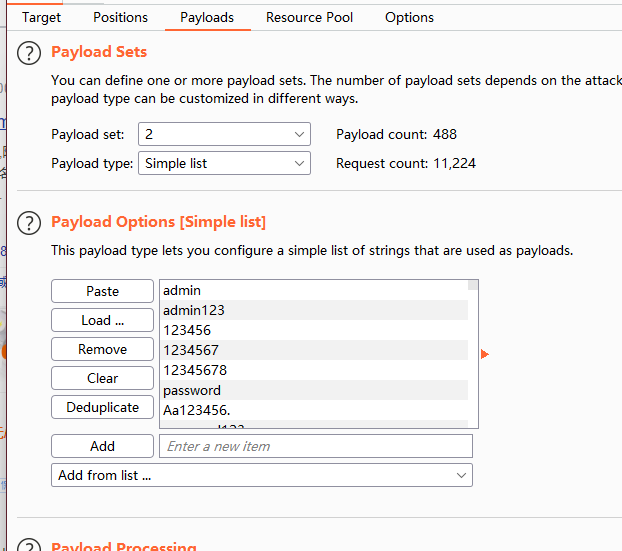 Target Positions Payloads Resource Pool Options
Payload Sets
You can define one or more payload sets. The number of payload sets depends on the attack
payload type can be customized in different ways.
Payload set: 2 Payload count: 488
Payload type: Simple list Request count: 11,224
Payload Options [Simple list]
This payload type lets you configure a simple list of strings that are used as payloads.
Paste
Load ...
Remove
Clear
Deduplicate
admin
admin123
123456
1234567
12345678
password
Aa123456.
Add Enter a new item
Add from list ...
Payload Processing